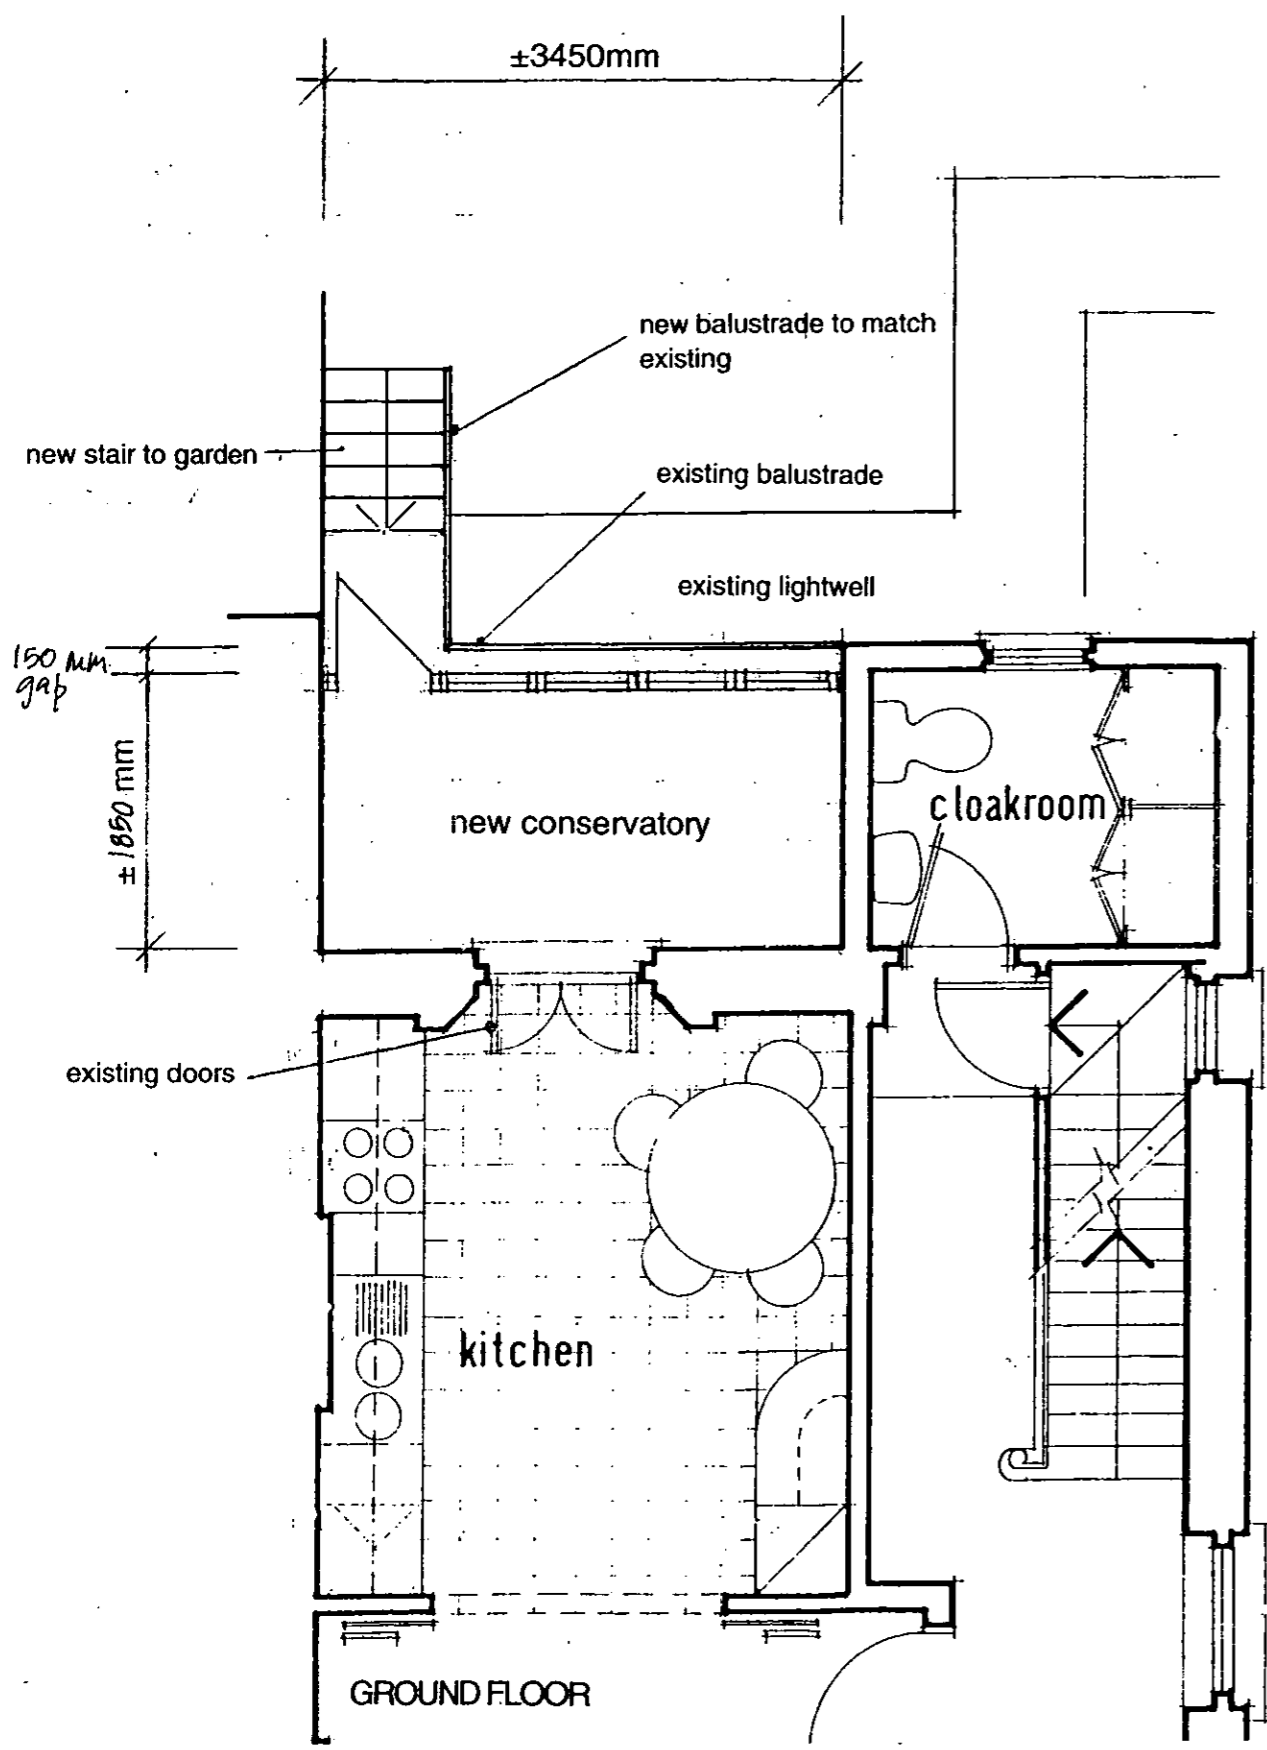 ±3450mm
new balustrade to match
existing
new stair to garden
existing balustrade
existing lightwell
150 mm
gap
±1850 mm
new conservatory
cloakroom
existing doors
kitchen
GROUND FLOOR